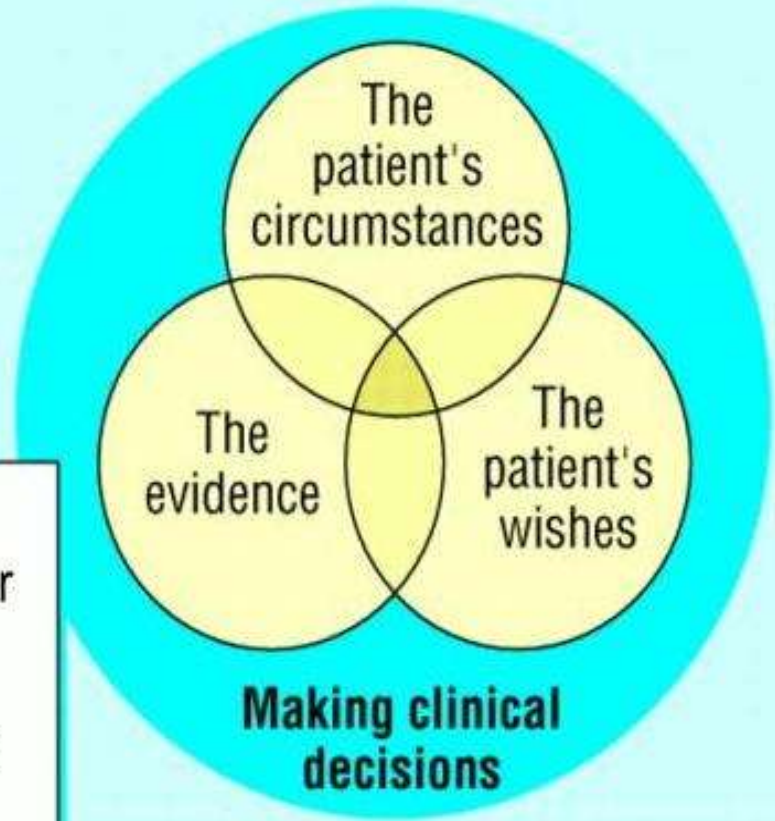 The
patient's
circumstances
The
evidence
The
patient's
wishes
r
Making clinical
decisions